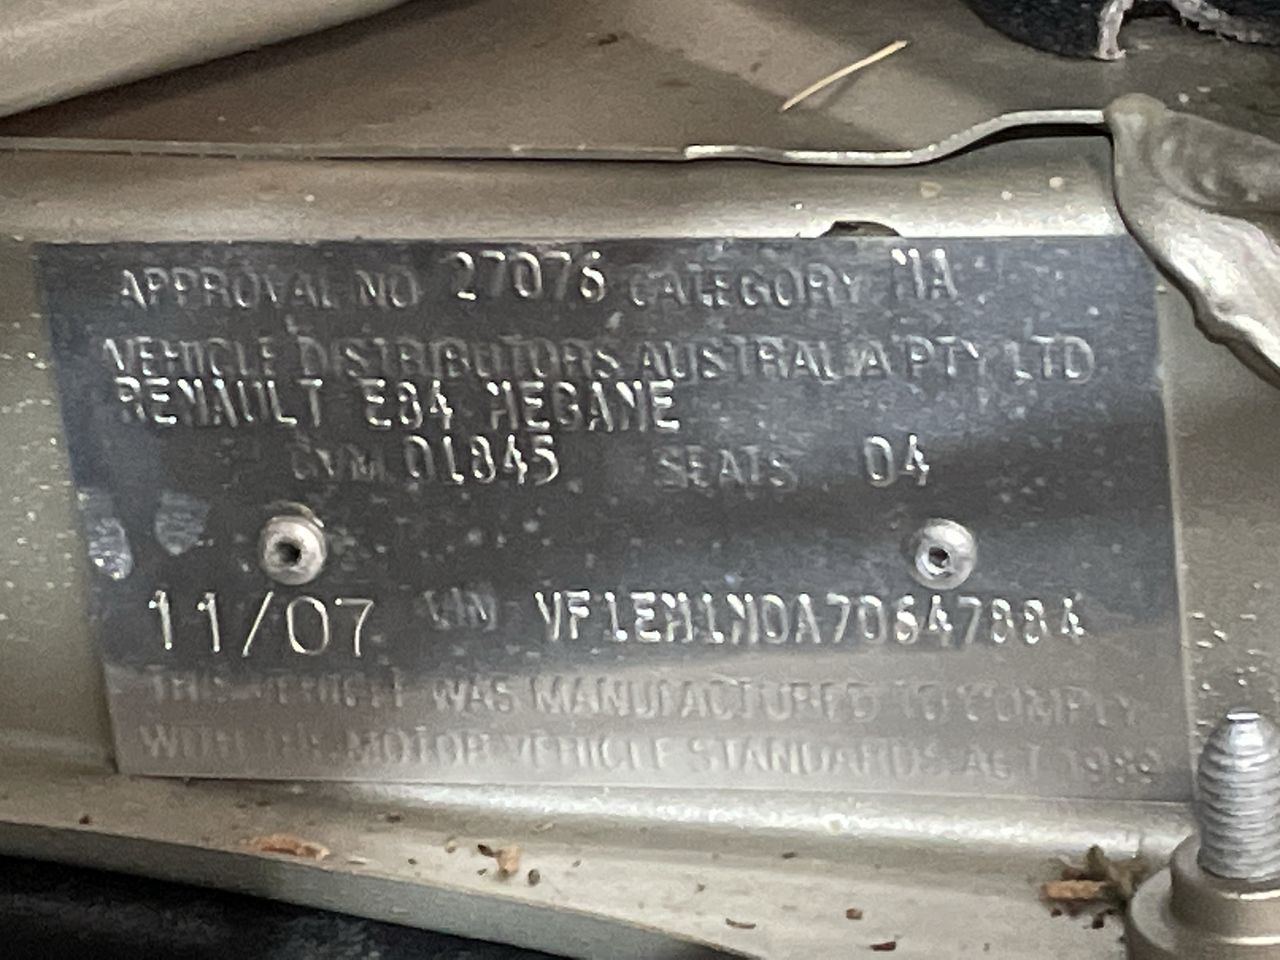 APPROVAL NO 27076 CATEGORY MA
VEHICLE DISTRIBUTORS AUSTRALIA PTY LTD
RENAULT E84 MEGANE
GVM 01845 SEATS 04
11/07 VIN VF1EM1M0A70647884
THIS VEHICLE WAS MANUFACTURED TO COMPLY
WITH THE MOTOR VEHICLE STANDARDS ACT 1989